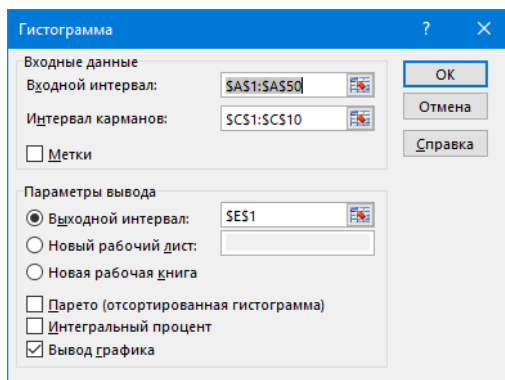 Гистограмма ?
Входные данные
Входной интервал: $A$1:$A$50
Интервал карманов: $C$1:$C$10
Метки
OK
Отмена
Справка
Параметры вывода
Выходной интервал: $E$1
Новый рабочий лист:
Новая рабочая книга
Парето (отсортированная гистограмма)
Интегральный процент
Вывод графика